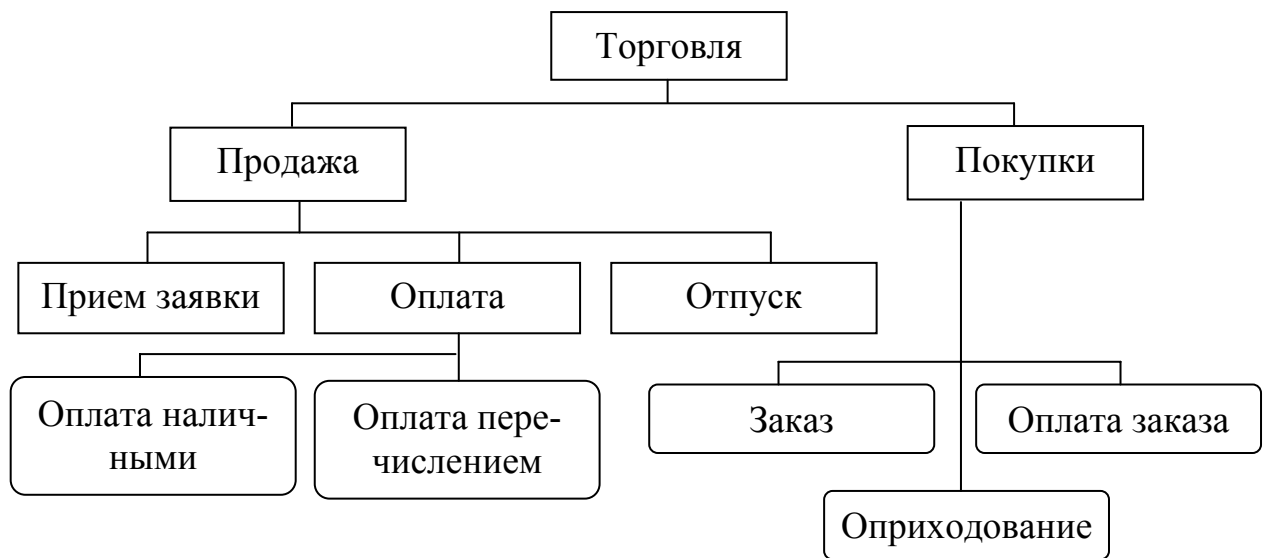 Торговля
Продажа
Покупки
Прием заявки
Оплата
Отпуск
Оплата налич-
ными
Оплата пере-
числением
Заказ
Оплата заказа
Оприходование